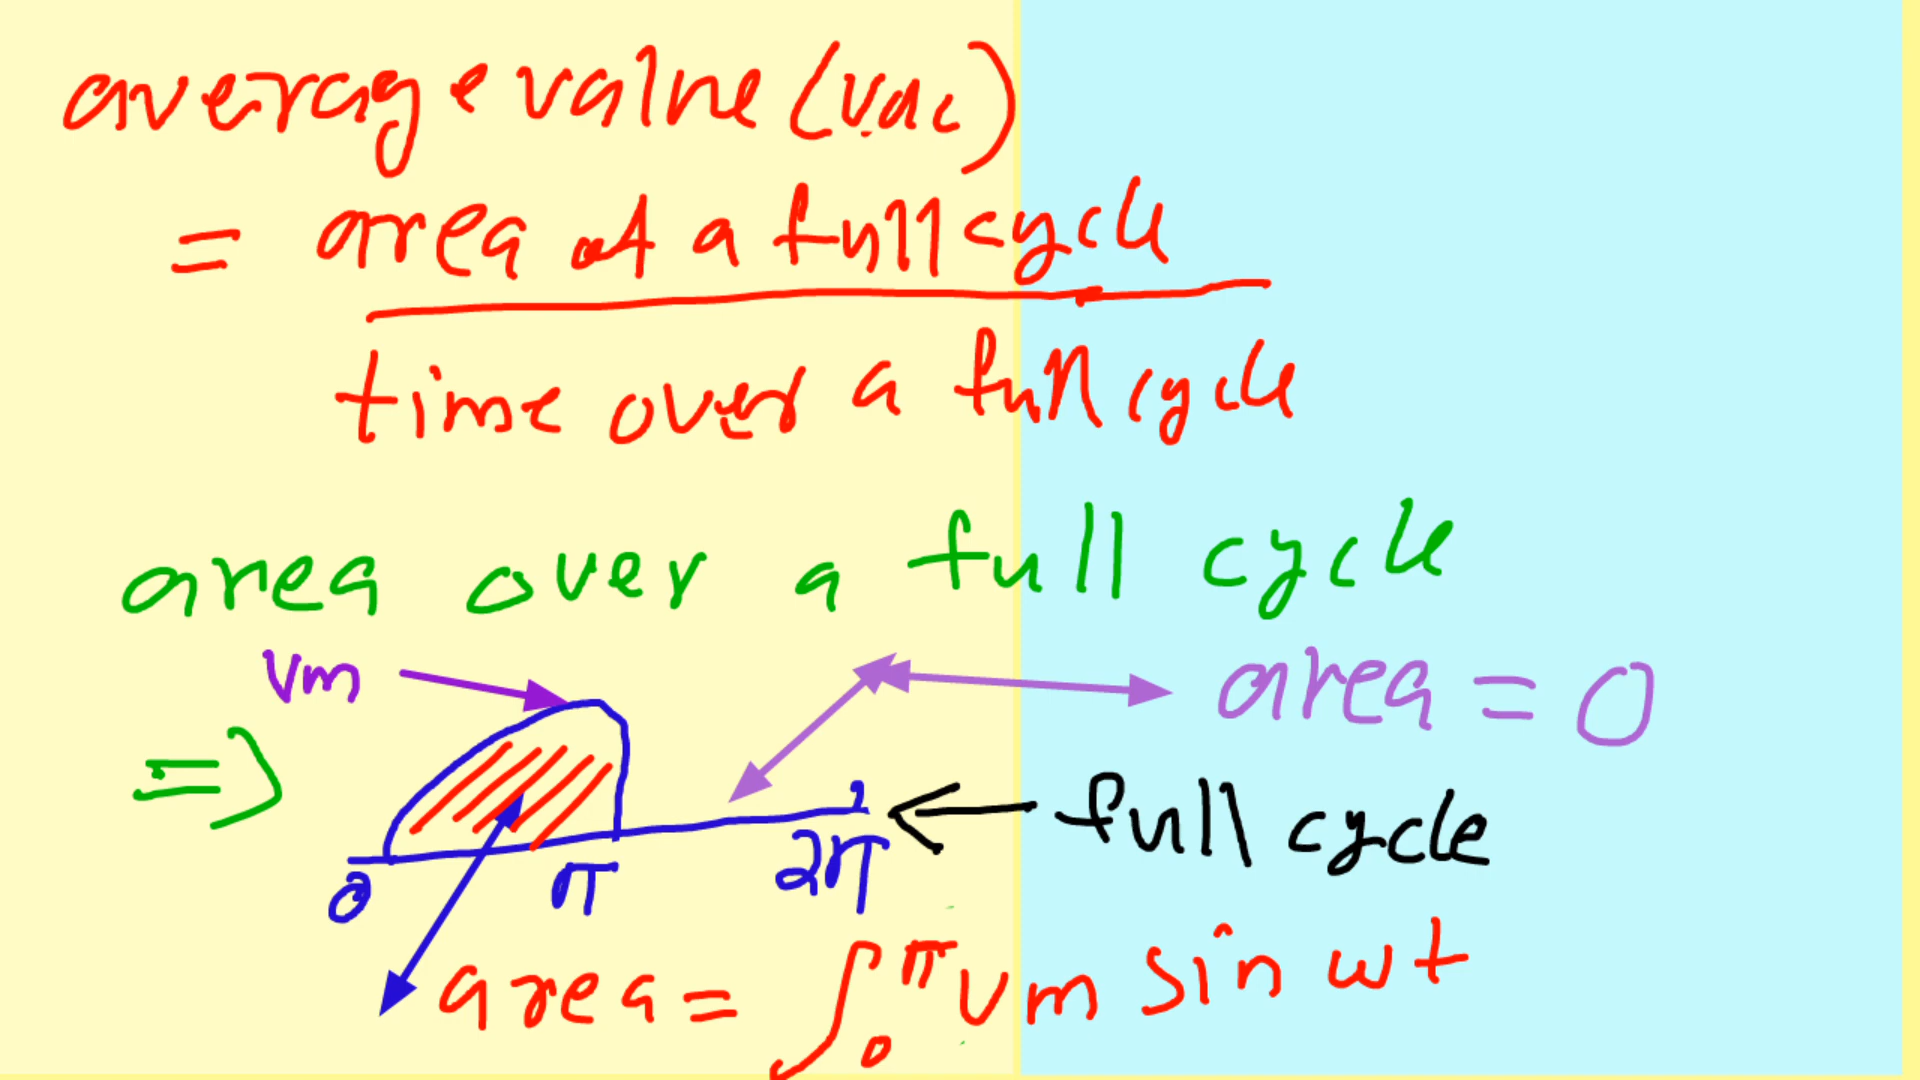 average value (vdc)
= area of a full cycle
time over a full cycle
area over a full cycle
Vm
area = 0
=>
full cycle
0 π 2π
area = ∫₀^π Vm sin wt